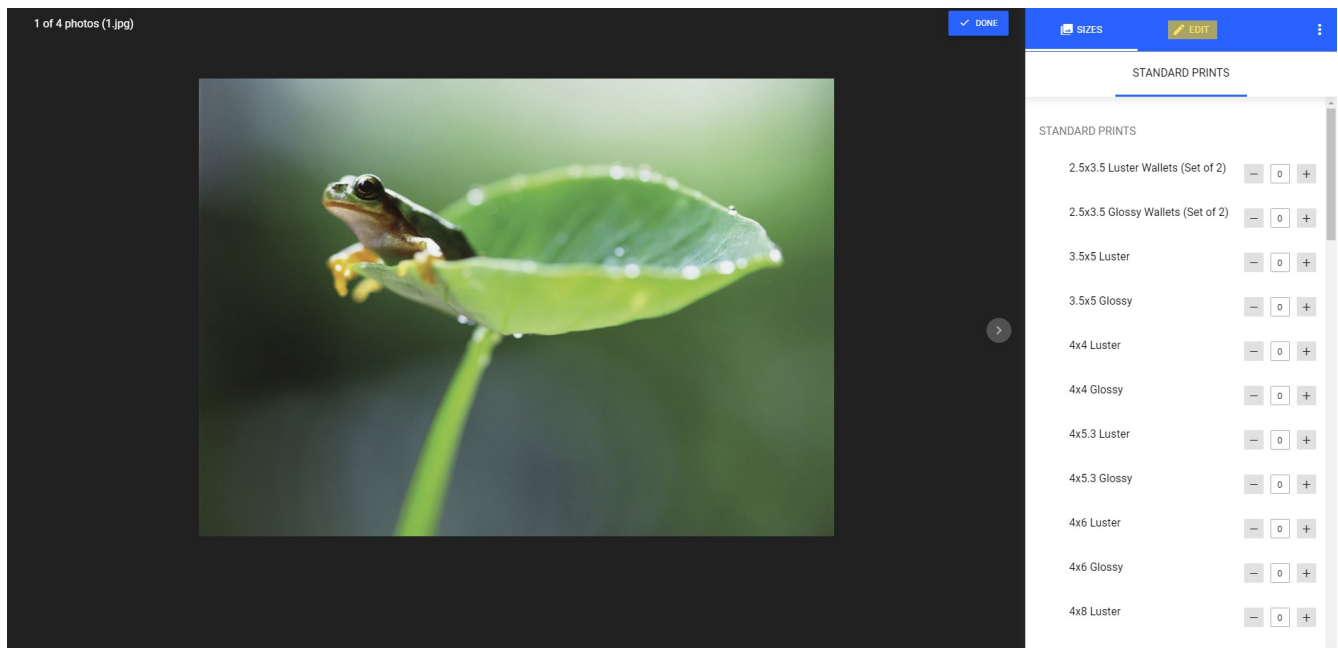 1 of 4 photos (1.jpg)
DONE
SIZES
EDIT
STANDARD PRINTS
STANDARD PRINTS
2.5x3.5 Luster Wallets (Set of 2)
0
2.5x3.5 Glossy Wallets (Set of 2)
0
3.5x5 Luster
0
3.5x5 Glossy
0
4x4 Luster
0
4x4 Glossy
0
4x5.3 Luster
0
4x5.3 Glossy
0
4x6 Luster
0
4x6 Glossy
0
4x8 Luster
0